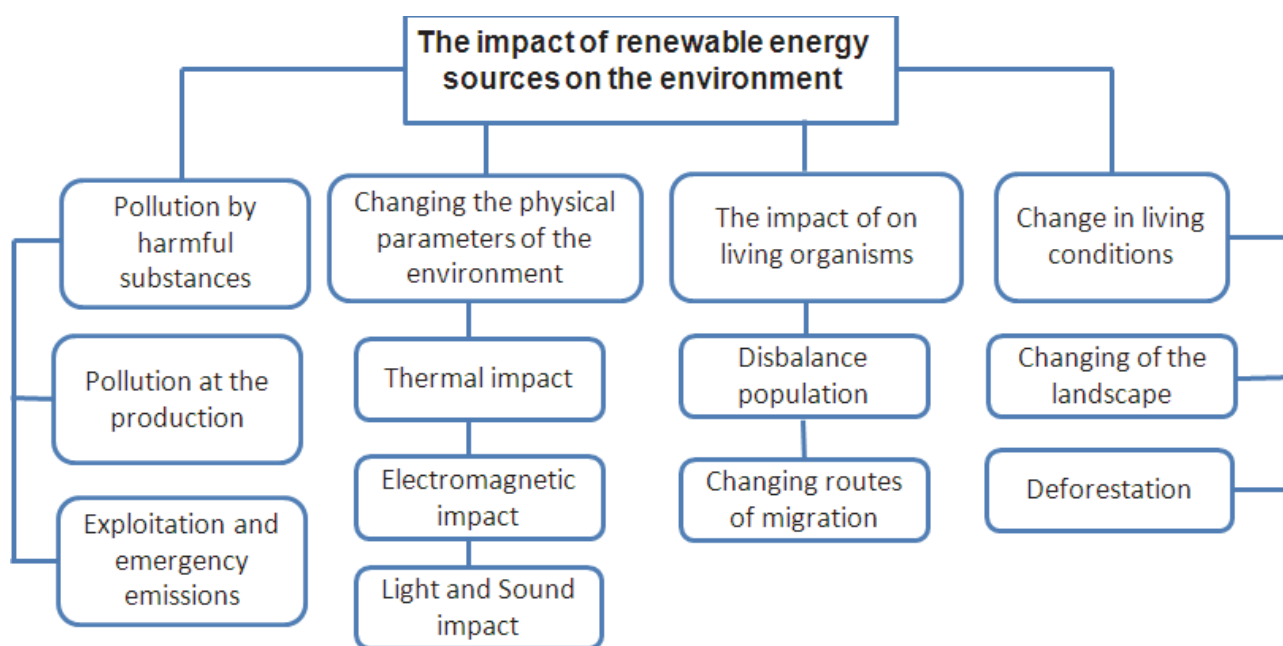 The impact of renewable energy
sources on the environment
Pollution by
harmful
substances
Pollution at the
production
Exploitation and
emergency
emissions
Changing the physical
parameters of the
environment
Thermal impact
Electromagnetic
impact
Light and Sound
impact
The impact of on
living organisms
Disbalance
population
Changing routes
of migration
Change in living
conditions
Changing of the
landscape
Deforestation